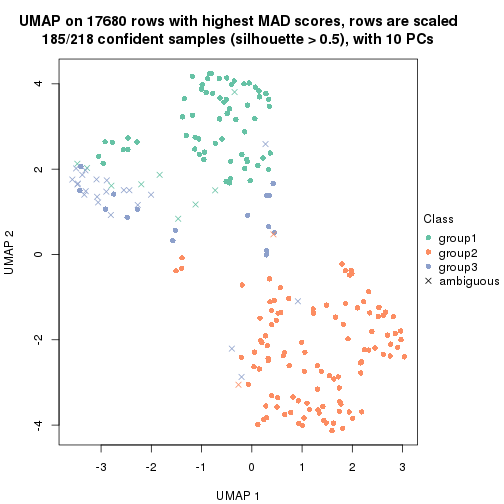 UMAP on 17680 rows with highest MAD scores, rows are scaled
185/218 confident samples (silhouette > 0.5), with 10 PCs
4
2
0
-2
-4
UMAP 2
-3
-2
-1
0
1
2
3
UMAP 1
Class
group1
group2
group3
ambiguous